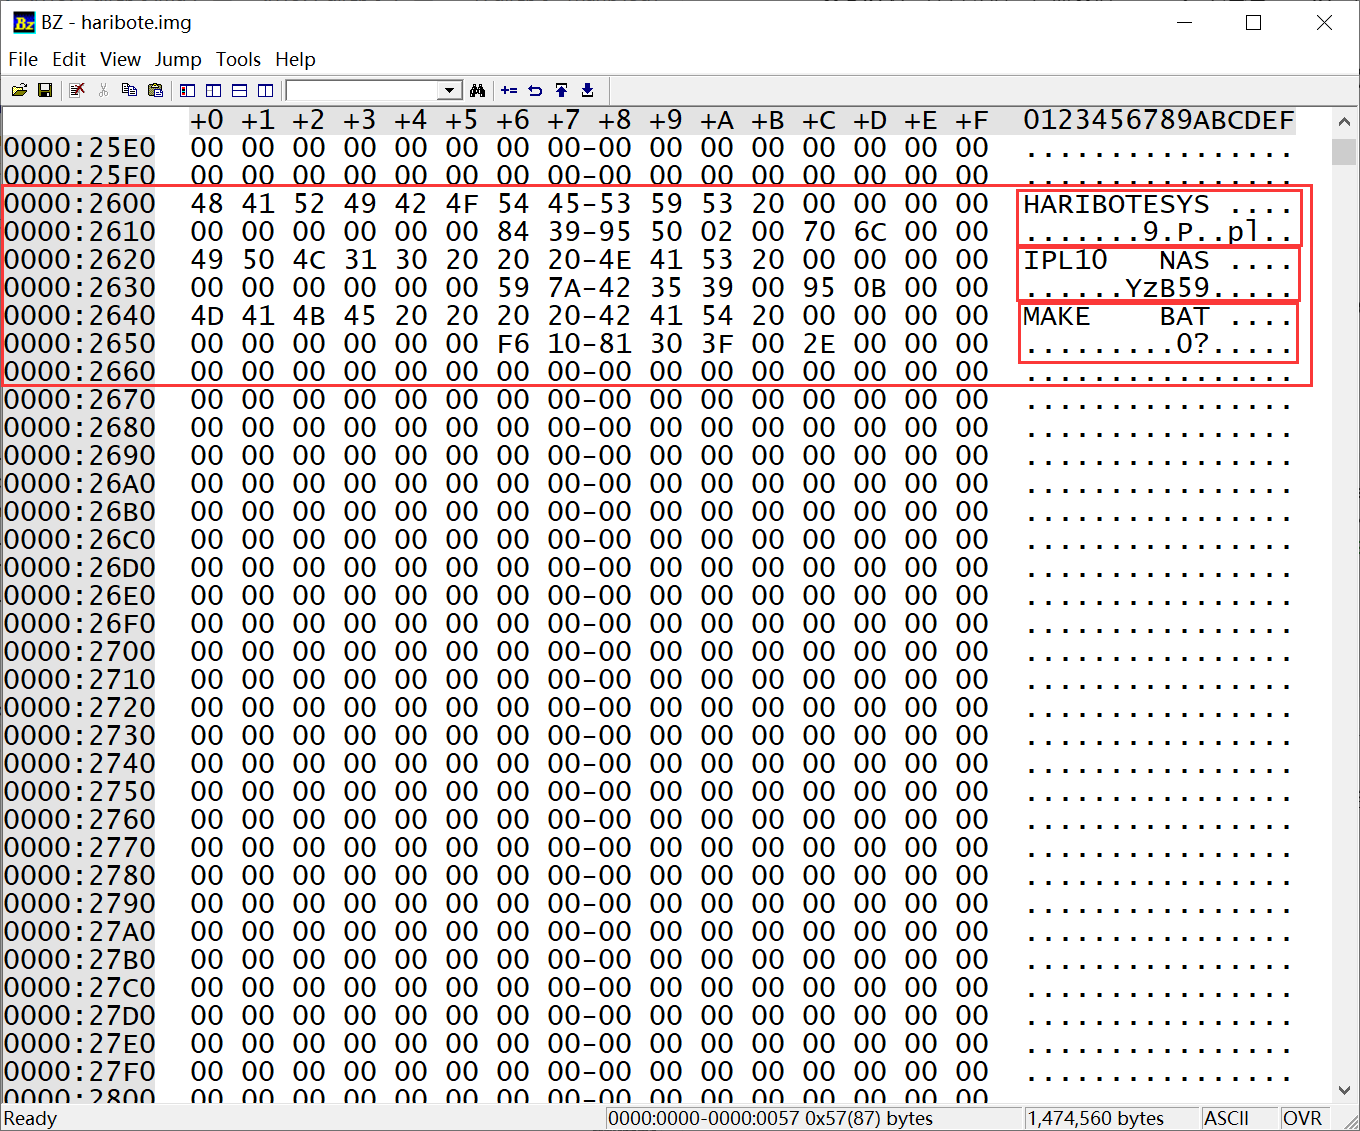 BZ - haribote.img
File Edit View Jump Tools Help
+0 +1 +2 +3 +4 +5 +6 +7 +8 +9 +A +B +C +D +E +F 0123456789ABCDEF
0000:25E0 00 00 00 00 00 00 00 00-00 00 00 00 00 00 00 00 ................
0000:25F0 00 00 00 00 00 00 00 00-00 00 00 00 00 00 00 00 ................
0000:2600 48 41 52 49 42 4F 54 45-53 59 53 20 00 00 00 00 HARIBOTESYS ....
0000:2610 00 00 00 00 00 00 84 39-95 50 02 00 70 6C 00 00 .......9.P..pl..
0000:2620 49 50 4C 31 30 20 20 20-4E 41 53 20 00 00 00 00 IPL10   NAS ....
0000:2630 00 00 00 00 00 00 59 7A-42 35 39 00 95 0B 00 00 ......YzB59.....
0000:2640 4D 41 4B 45 20 20 20 20-42 41 54 20 00 00 00 00 MAKE    BAT ....
0000:2650 00 00 00 00 00 00 F6 10-81 30 3F 00 2E 00 00 00 .........0?.....
0000:2660 00 00 00 00 00 00 00 00-00 00 00 00 00 00 00 00 ................
0000:2670 00 00 00 00 00 00 00 00-00 00 00 00 00 00 00 00 ................
0000:2680 00 00 00 00 00 00 00 00-00 00 00 00 00 00 00 00 ................
0000:2690 00 00 00 00 00 00 00 00-00 00 00 00 00 00 00 00 ................
0000:26A0 00 00 00 00 00 00 00 00-00 00 00 00 00 00 00 00 ................
0000:26B0 00 00 00 00 00 00 00 00-00 00 00 00 00 00 00 00 ................
0000:26C0 00 00 00 00 00 00 00 00-00 00 00 00 00 00 00 00 ................
0000:26D0 00 00 00 00 00 00 00 00-00 00 00 00 00 00 00 00 ................
0000:26E0 00 00 00 00 00 00 00 00-00 00 00 00 00 00 00 00 ................
0000:26F0 00 00 00 00 00 00 00 00-00 00 00 00 00 00 00 00 ................
0000:2700 00 00 00 00 00 00 00 00-00 00 00 00 00 00 00 00 ................
0000:2710 00 00 00 00 00 00 00 00-00 00 00 00 00 00 00 00 ................
0000:2720 00 00 00 00 00 00 00 00-00 00 00 00 00 00 00 00 ................
0000:2730 00 00 00 00 00 00 00 00-00 00 00 00 00 00 00 00 ................
0000:2740 00 00 00 00 00 00 00 00-00 00 00 00 00 00 00 00 ................
0000:2750 00 00 00 00 00 00 00 00-00 00 00 00 00 00 00 00 ................
0000:2760 00 00 00 00 00 00 00 00-00 00 00 00 00 00 00 00 ................
0000:2770 00 00 00 00 00 00 00 00-00 00 00 00 00 00 00 00 ................
0000:2780 00 00 00 00 00 00 00 00-00 00 00 00 00 00 00 00 ................
0000:2790 00 00 00 00 00 00 00 00-00 00 00 00 00 00 00 00 ................
0000:27A0 00 00 00 00 00 00 00 00-00 00 00 00 00 00 00 00 ................
0000:27B0 00 00 00 00 00 00 00 00-00 00 00 00 00 00 00 00 ................
0000:27C0 00 00 00 00 00 00 00 00-00 00 00 00 00 00 00 00 ................
0000:27D0 00 00 00 00 00 00 00 00-00 00 00 00 00 00 00 00 ................
0000:27E0 00 00 00 00 00 00 00 00-00 00 00 00 00 00 00 00 ................
0000:27F0 00 00 00 00 00 00 00 00-00 00 00 00 00 00 00 00 ................
0000:2800 00 00 00 00 00 00 00 00-00 00 00 00 00 00 00 00
Ready 0000:0000-0000:0057 0x57(87) bytes 1,474,560 bytes ASCII OVR